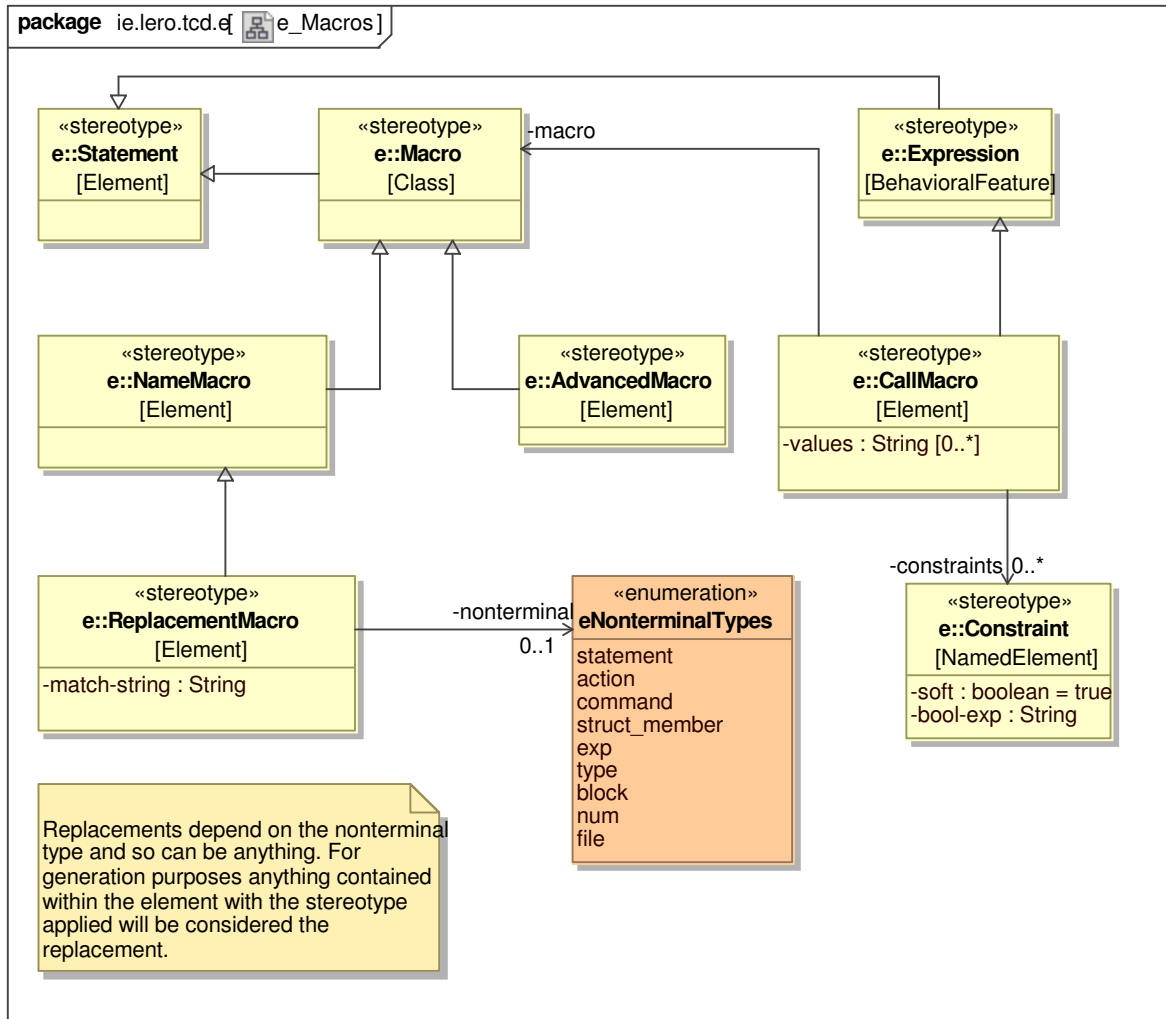 package ie.lero.tcd.e[ e_Macros]
«stereotype»
e::Statement
[Element]
«stereotype»
e::Macro
[Class]
-macro
«stereotype»
e::Expression
[BehavioralFeature]
«stereotype»
e::NameMacro
[Element]
«stereotype»
e::AdvancedMacro
[Element]
«stereotype»
e::CallMacro
[Element]
-values : String [0..*]
«stereotype»
e::ReplacementMacro
[Element]
-match-string : String
-nonterminal
0..1
«enumeration»
eNonterminalTypes
statement
action
command
struct_member
exp
type
block
num
file
-constraints 0..*
«stereotype»
e::Constraint
[NamedElement]
-soft : boolean = true
-bool-exp : String
Replacements depend on the nonterminal
type and so can be anything. For
generation purposes anything contained
within the element with the stereotype
applied will be considered the
replacement.